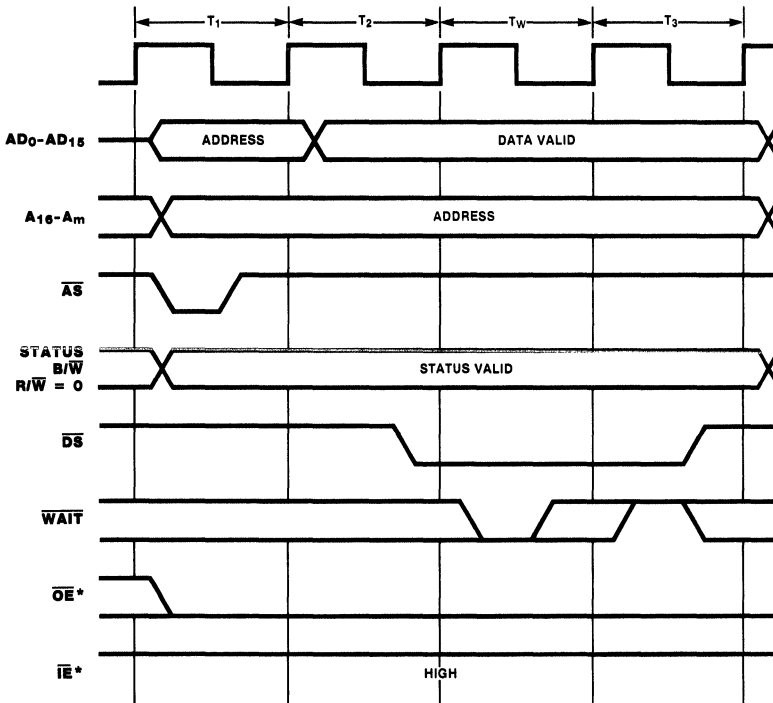 T1 T2 TW T3
AD0-AD15 ADDRESS DATA VALID
A16-Am ADDRESS
AS
STATUS
B/W STATUS VALID
R/W = 0
DS
WAIT
OE*
IE* HIGH